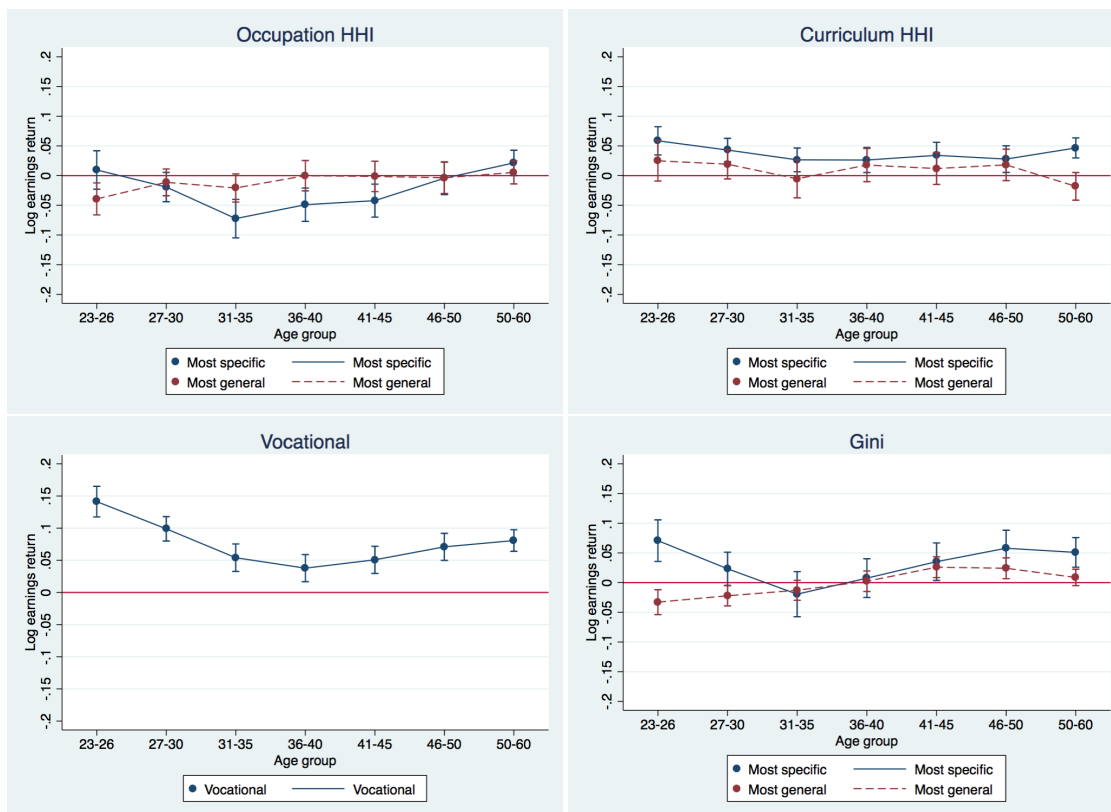 Occupation HHI
Log earnings return
.2
.15
.1
.05
0
-.05
-.1
-.15
-.2
23-26 27-30 31-35 36-40 41-45 46-50 50-60
Age group
Most specific Most specific
Most general Most general
Curriculum HHI
Log earnings return
.2
.15
.1
.05
0
-.05
-.1
-.15
-.2
23-26 27-30 31-35 36-40 41-45 46-50 50-60
Age group
Most specific Most specific
Most general Most general
Vocational
Log earnings return
.2
.15
.1
.05
0
-.05
-.1
-.15
-.2
23-26 27-30 31-35 36-40 41-45 46-50 50-60
Age group
Vocational Vocational
Gini
Log earnings return
.2
.15
.1
.05
0
-.05
-.1
-.15
-.2
23-26 27-30 31-35 36-40 41-45 46-50 50-60
Age group
Most specific Most specific
Most general Most general